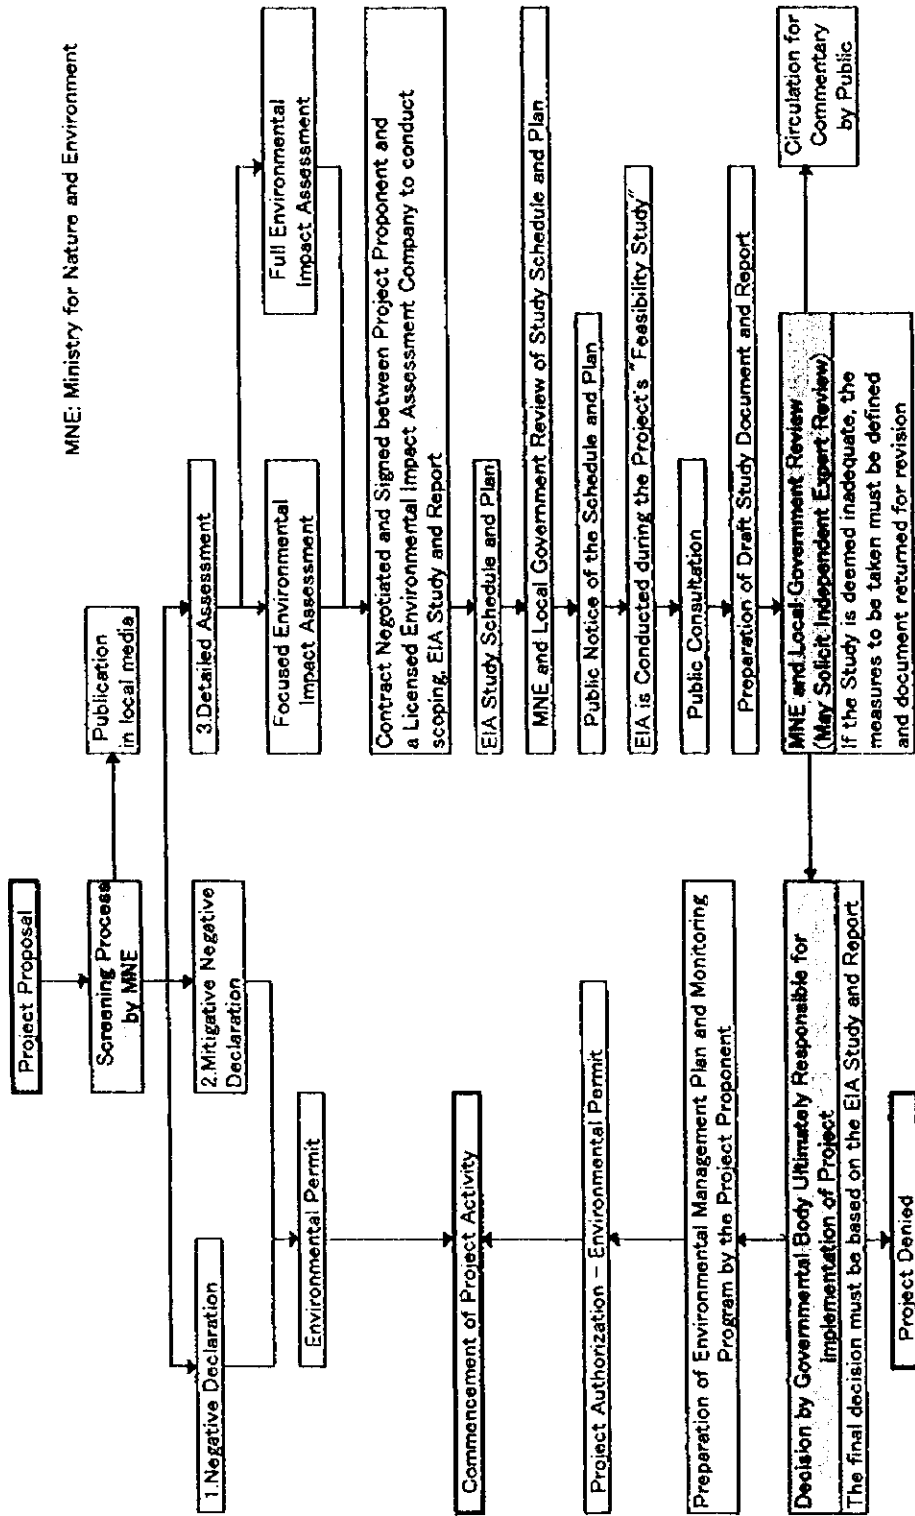 MNE: Ministry for Nature and Environment
Project Proposal
Screening Process
by MNE
Publication
in local media
1.Negative Declaration
2.Mitigative Negative
Declaration
3.Detailed Assessment
Environmental Permit
Focused Environmental
Impact Assessment
Full Environmental
Impact Assessment
Contract Negotiated and Signed between Project Proponent and
a Licensed Environmental Impact Assessment Company to conduct
scoping, EIA Study and Report
EIA Study Schedule and Plan
MNE and Local Government Review of Study Schedule and Plan
Public Notice of the Schedule and Plan
EIA is Conducted during the Project's "Feasibility Study"
Public Consultation
Preparation of Draft Study Document and Report
MNE and Local Government Review
(May Solicit Independent Expert Review)
If the Study is deemed inadequate, the
measures to be taken must be defined
and document returned for revision
Circulation for
Commentary
by Public
Commencement of Project Activity
Project Authorization – Environmental Permit
Preparation of Environmental Management Plan and Monitoring
Program by the Project Proponent
Decision by Governmental Body Ultimately Responsible for
Implementation of Project
The final decision must be based on the EIA Study and Report
Project Denied